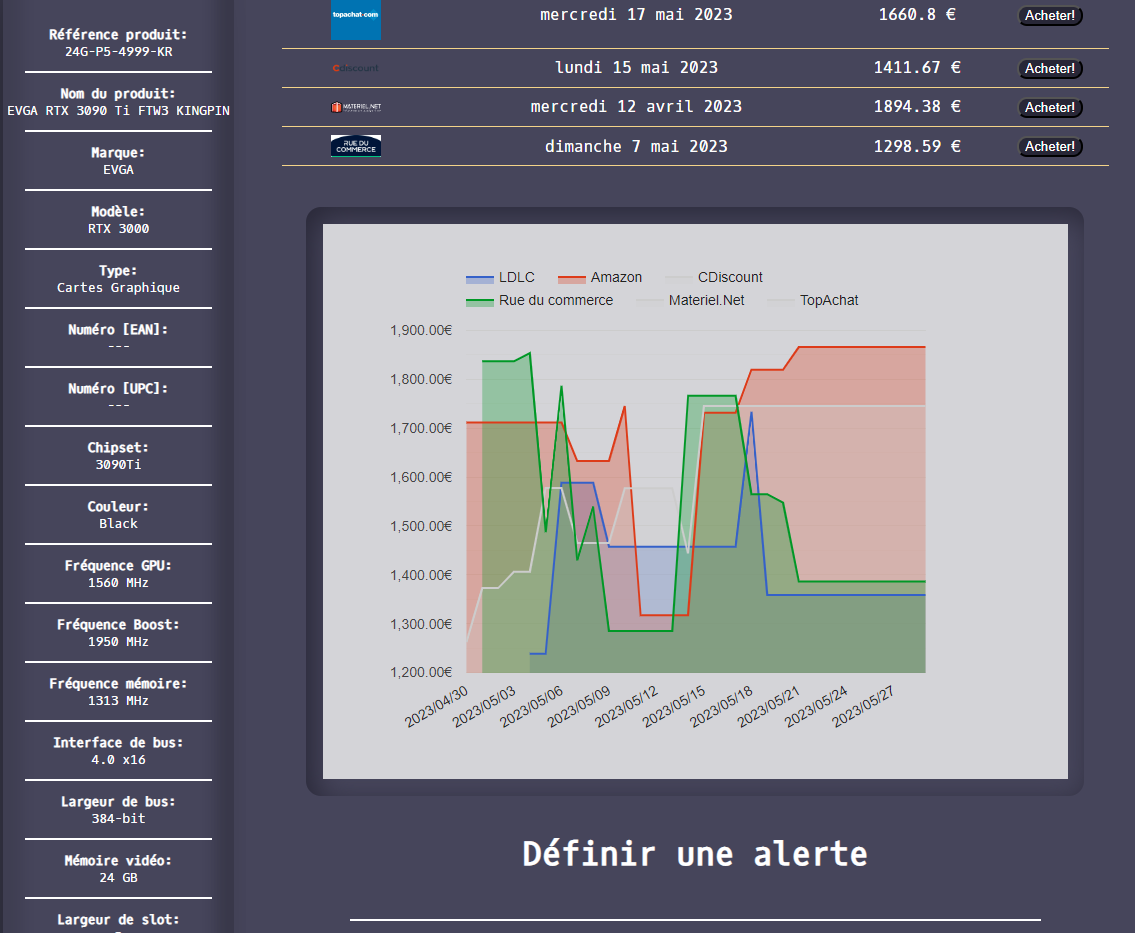 Référence produit:
24G-P5-4999-KR
Nom du produit:
EVGA RTX 3090 Ti FTW3 KINGPIN
Marque:
EVGA
Modèle:
RTX 3000
Type:
Cartes Graphique
Numéro [EAN]:
---
Numéro [UPC]:
---
Chipset:
3090Ti
Couleur:
Black
Fréquence GPU:
1560 MHz
Fréquence Boost:
1950 MHz
Fréquence mémoire:
1313 MHz
Interface de bus:
4.0 x16
Largeur de bus:
384-bit
Mémoire vidéo:
24 GB
Largeur de slot:
topachat com mercredi 17 mai 2023 1660.8 € Acheter!
Cdiscount lundi 15 mai 2023 1411.67 € Acheter!
MATERIEL.NET mercredi 12 avril 2023 1894.38 € Acheter!
RUE DU
COMMERCE dimanche 7 mai 2023 1298.59 € Acheter!
LDLC Amazon CDiscount
Rue du commerce Materiel.Net TopAchat
1,900.00€
1,800.00€
1,700.00€
1,600.00€
1,500.00€
1,400.00€
1,300.00€
1,200.00€
2023/04/30 2023/05/03 2023/05/06 2023/05/09 2023/05/12 2023/05/15 2023/05/18 2023/05/21 2023/05/24 2023/05/27
Définir une alerte